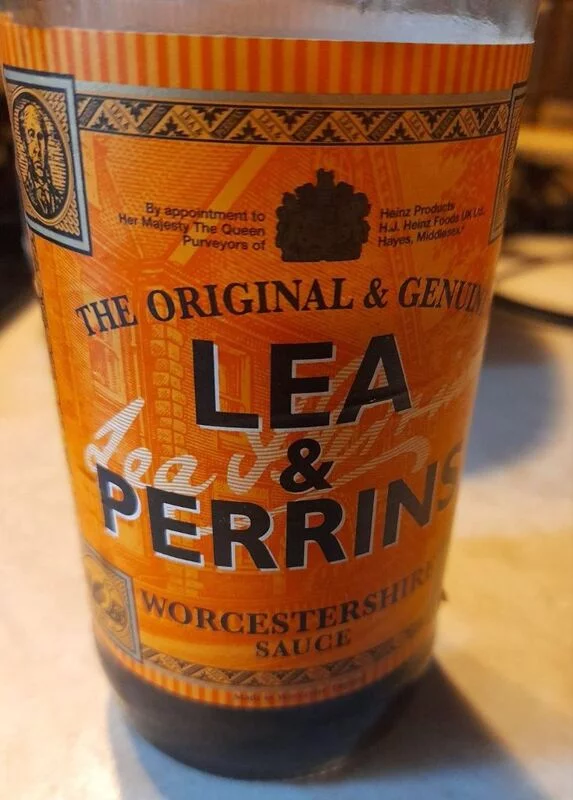 By appointment to
Her Majesty The Queen
Purveyors of
Heinz Products
H.J. Heinz Foods UK Ltd.
Hayes, Middlesex.
THE ORIGINAL & GENUIN
LEA
&
PERRINS
WORCESTERSHIR
SAUCE